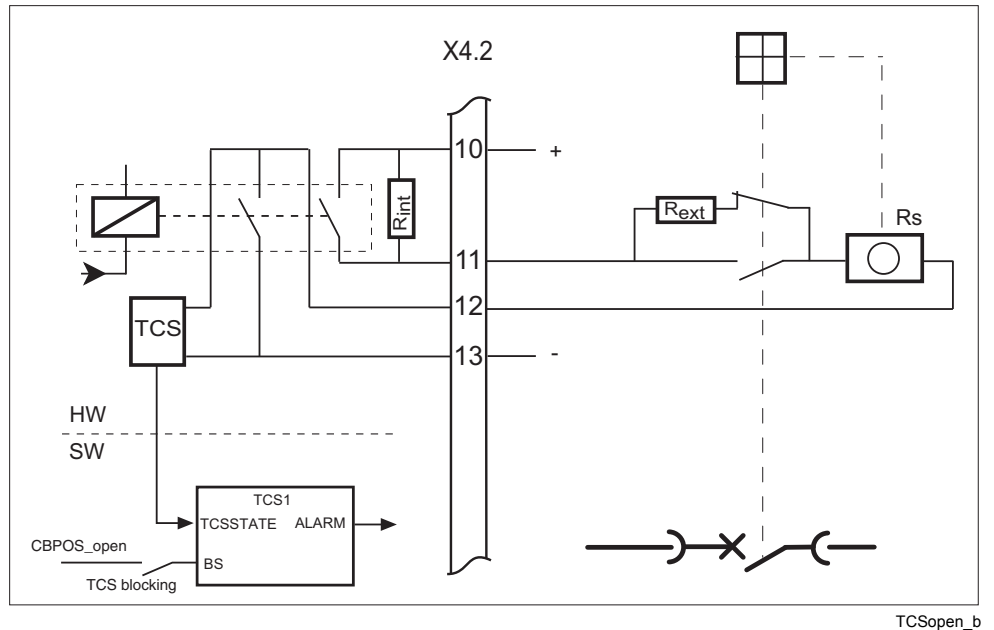 X4.2
10
+
Rint
Rext
Rs
11
12
TCS
13
-
HW
SW
TCS1
TCSSTATE ALARM
CBPOS_open
BS
TCS blocking
TCSopen_b